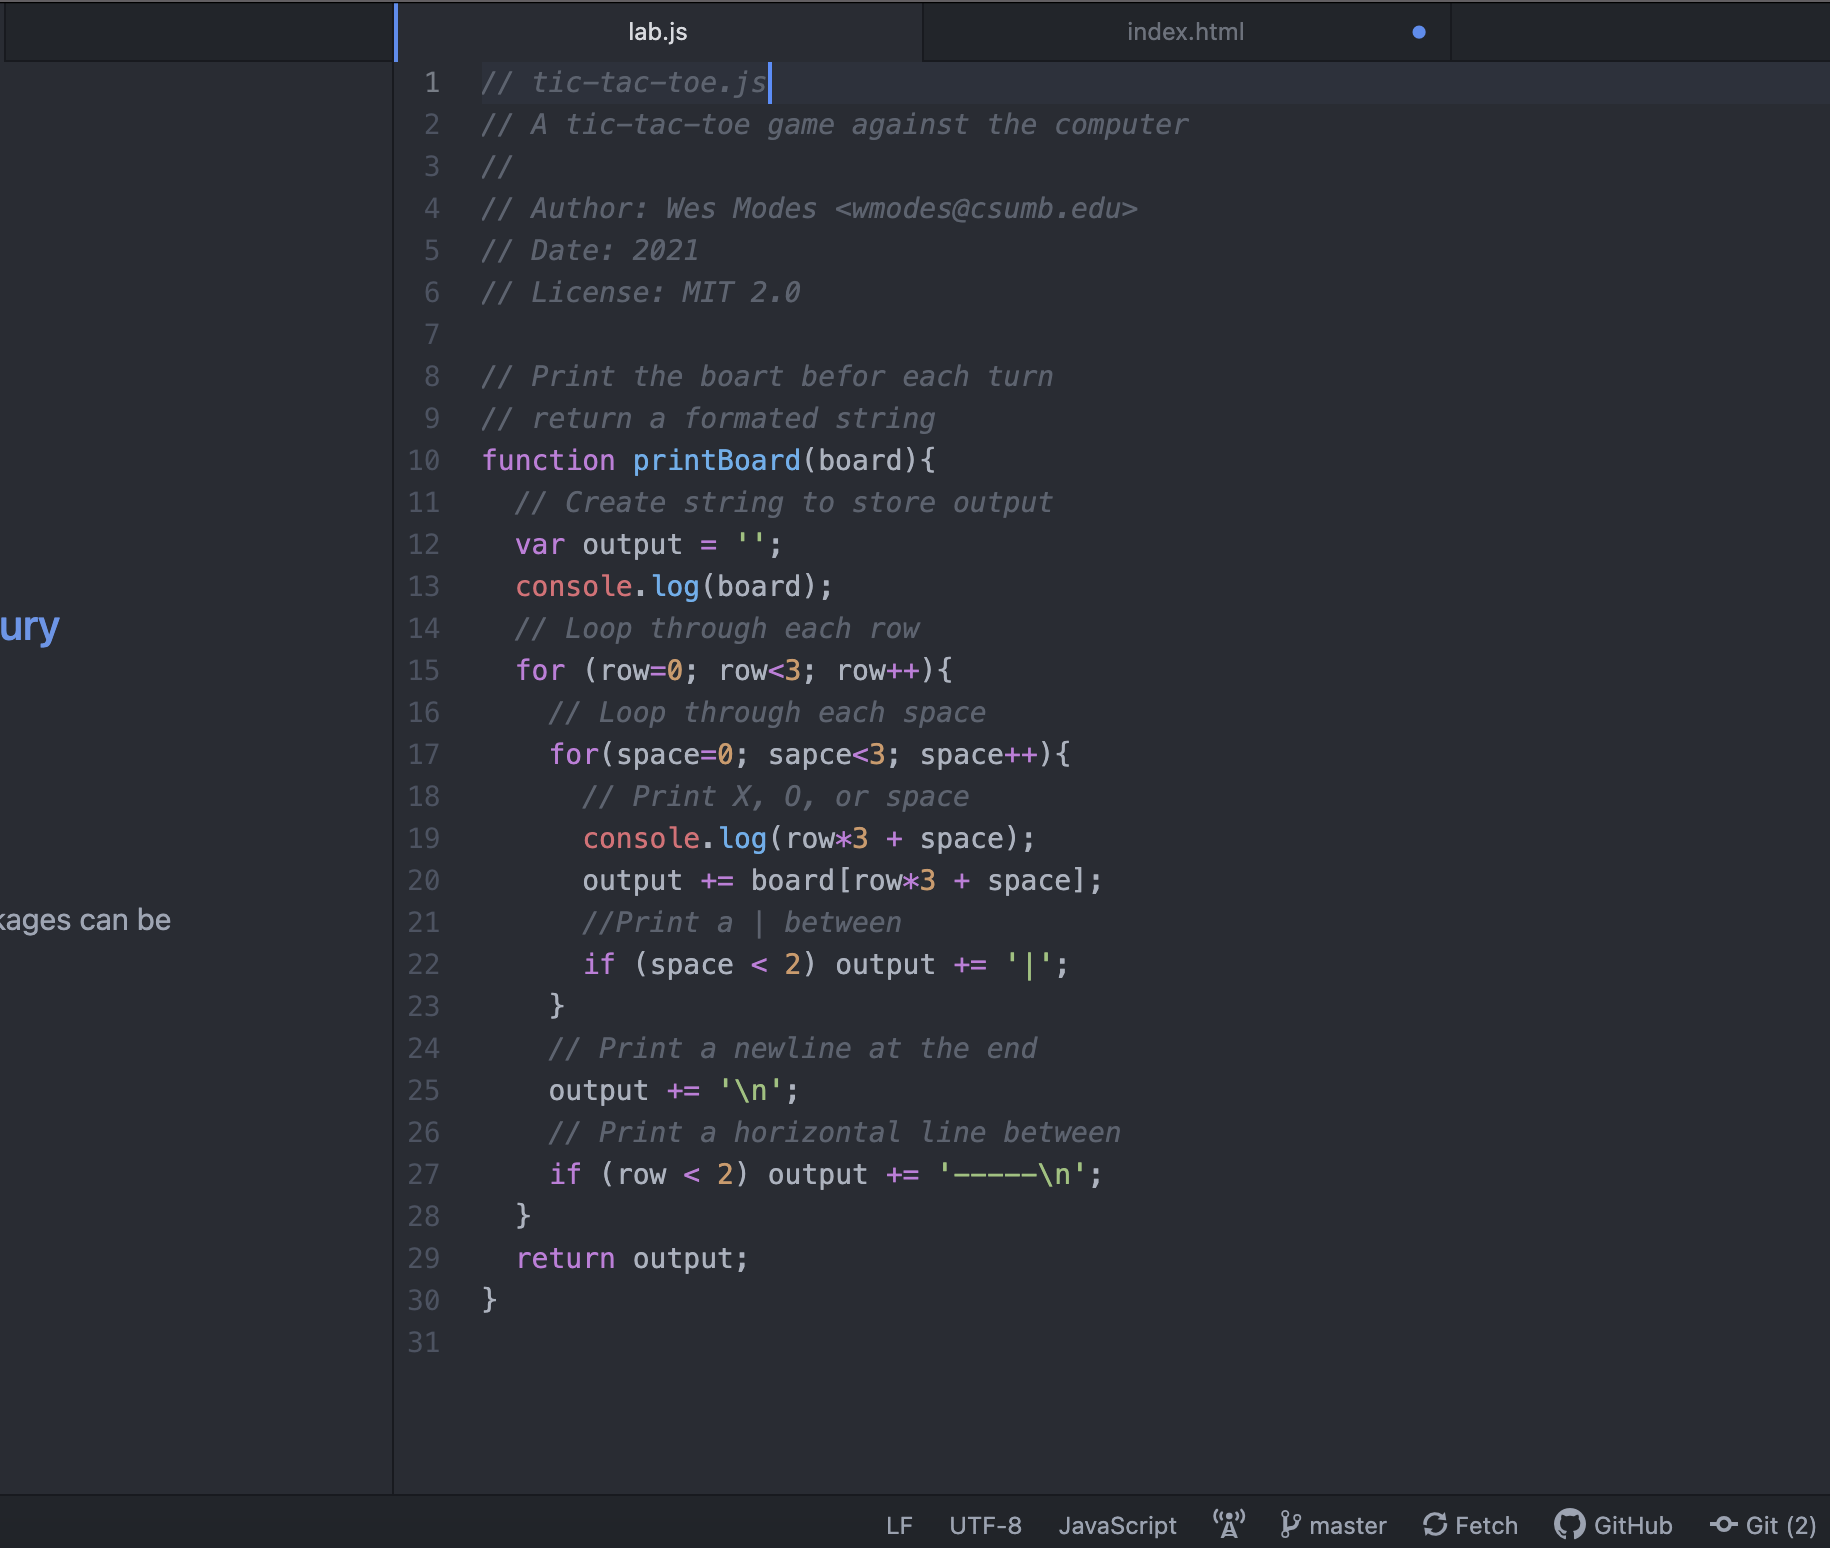 lab.js
index.html
1 // tic-tac-toe.js
2 // A tic-tac-toe game against the computer
3 //
4 // Author: Wes Modes <wmodes@csumb.edu>
5 // Date: 2021
6 // License: MIT 2.0
7
8 // Print the boart befor each turn
9 // return a formated string
10 function printBoard(board){
11   // Create string to store output
12   var output = '';
13   console.log(board);
14   // Loop through each row
15   for (row=0; row<3; row++){
16     // Loop through each space
17     for(space=0; sapce<3; space++){
18       // Print X, O, or space
19       console.log(row*3 + space);
20       output += board[row*3 + space];
21       //Print a | between
22       if (space < 2) output += '|';
23     }
24     // Print a newline at the end
25     output += '\n';
26     // Print a horizontal line between
27     if (row < 2) output += '-----\n';
28   }
29   return output;
30 }
31
ury
kages can be
LF UTF-8 JavaScript master Fetch GitHub Git (2)